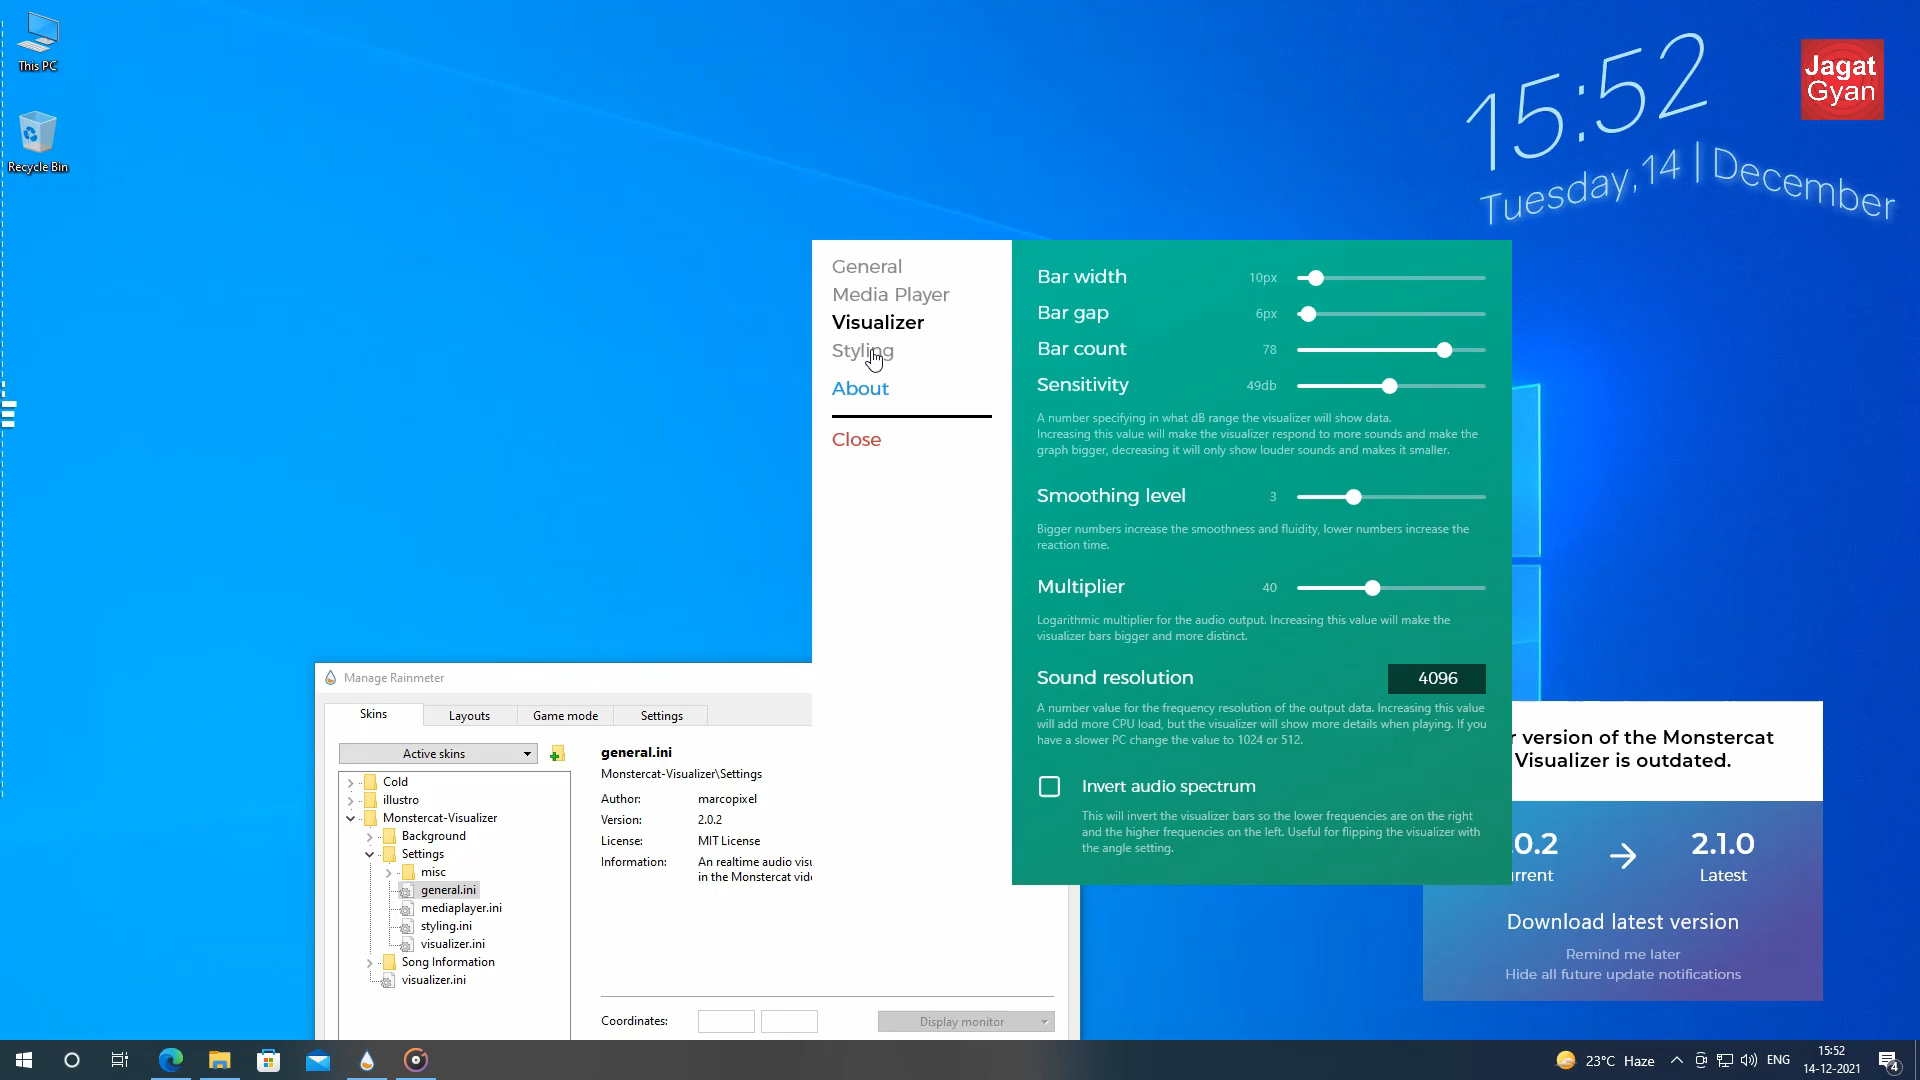 This PC
Recycle Bin
15:52
Tuesday, 14 | December
Jagat
Gyan
General
Media Player
Visualizer
Styling
About
Close
Bar width 10px
Bar gap 6px
Bar count 78
Sensitivity 49db
A number specifying in what dB range the visualizer will show data.
Increasing this value will make the visualizer respond to more sounds and make the
graph bigger, decreasing it will only show louder sounds and makes it smaller.
Smoothing level 3
Bigger numbers increase the smoothness and fluidity, lower numbers increase the
reaction time.
Multiplier 40
Logarithmic multiplier for the audio output. Increasing this value will make the
visualizer bars bigger and more distinct.
Sound resolution 4096
A number value for the frequency resolution of the output data. Increasing this value
will add more CPU load, but the visualizer will show more details when playing. If you
have a slower PC change the value to 1024 or 512.
Invert audio spectrum
This will invert the visualizer bars so the lower frequencies are on the right
and the higher frequencies on the left. Useful for flipping the visualizer with
the angle setting.
Manage Rainmeter
Skins Layouts Game mode Settings
Active skins
Cold
illustro
Monstercat-Visualizer
Background
Settings
misc
general.ini
mediaplayer.ini
styling.ini
visualizer.ini
Song Information
visualizer.ini
general.ini
Monstercat-Visualizer\Settings
Author: marcopixel
Version: 2.0.2
License: MIT License
Information: An realtime audio visu
in the Monstercat vide
Coordinates:
Display monitor
r version of the Monstercat
Visualizer is outdated.
.0.2 2.1.0
rrent Latest
Download latest version
Remind me later
Hide all future update notifications
23°C Haze
ENG
15:52
14-12-2021
4